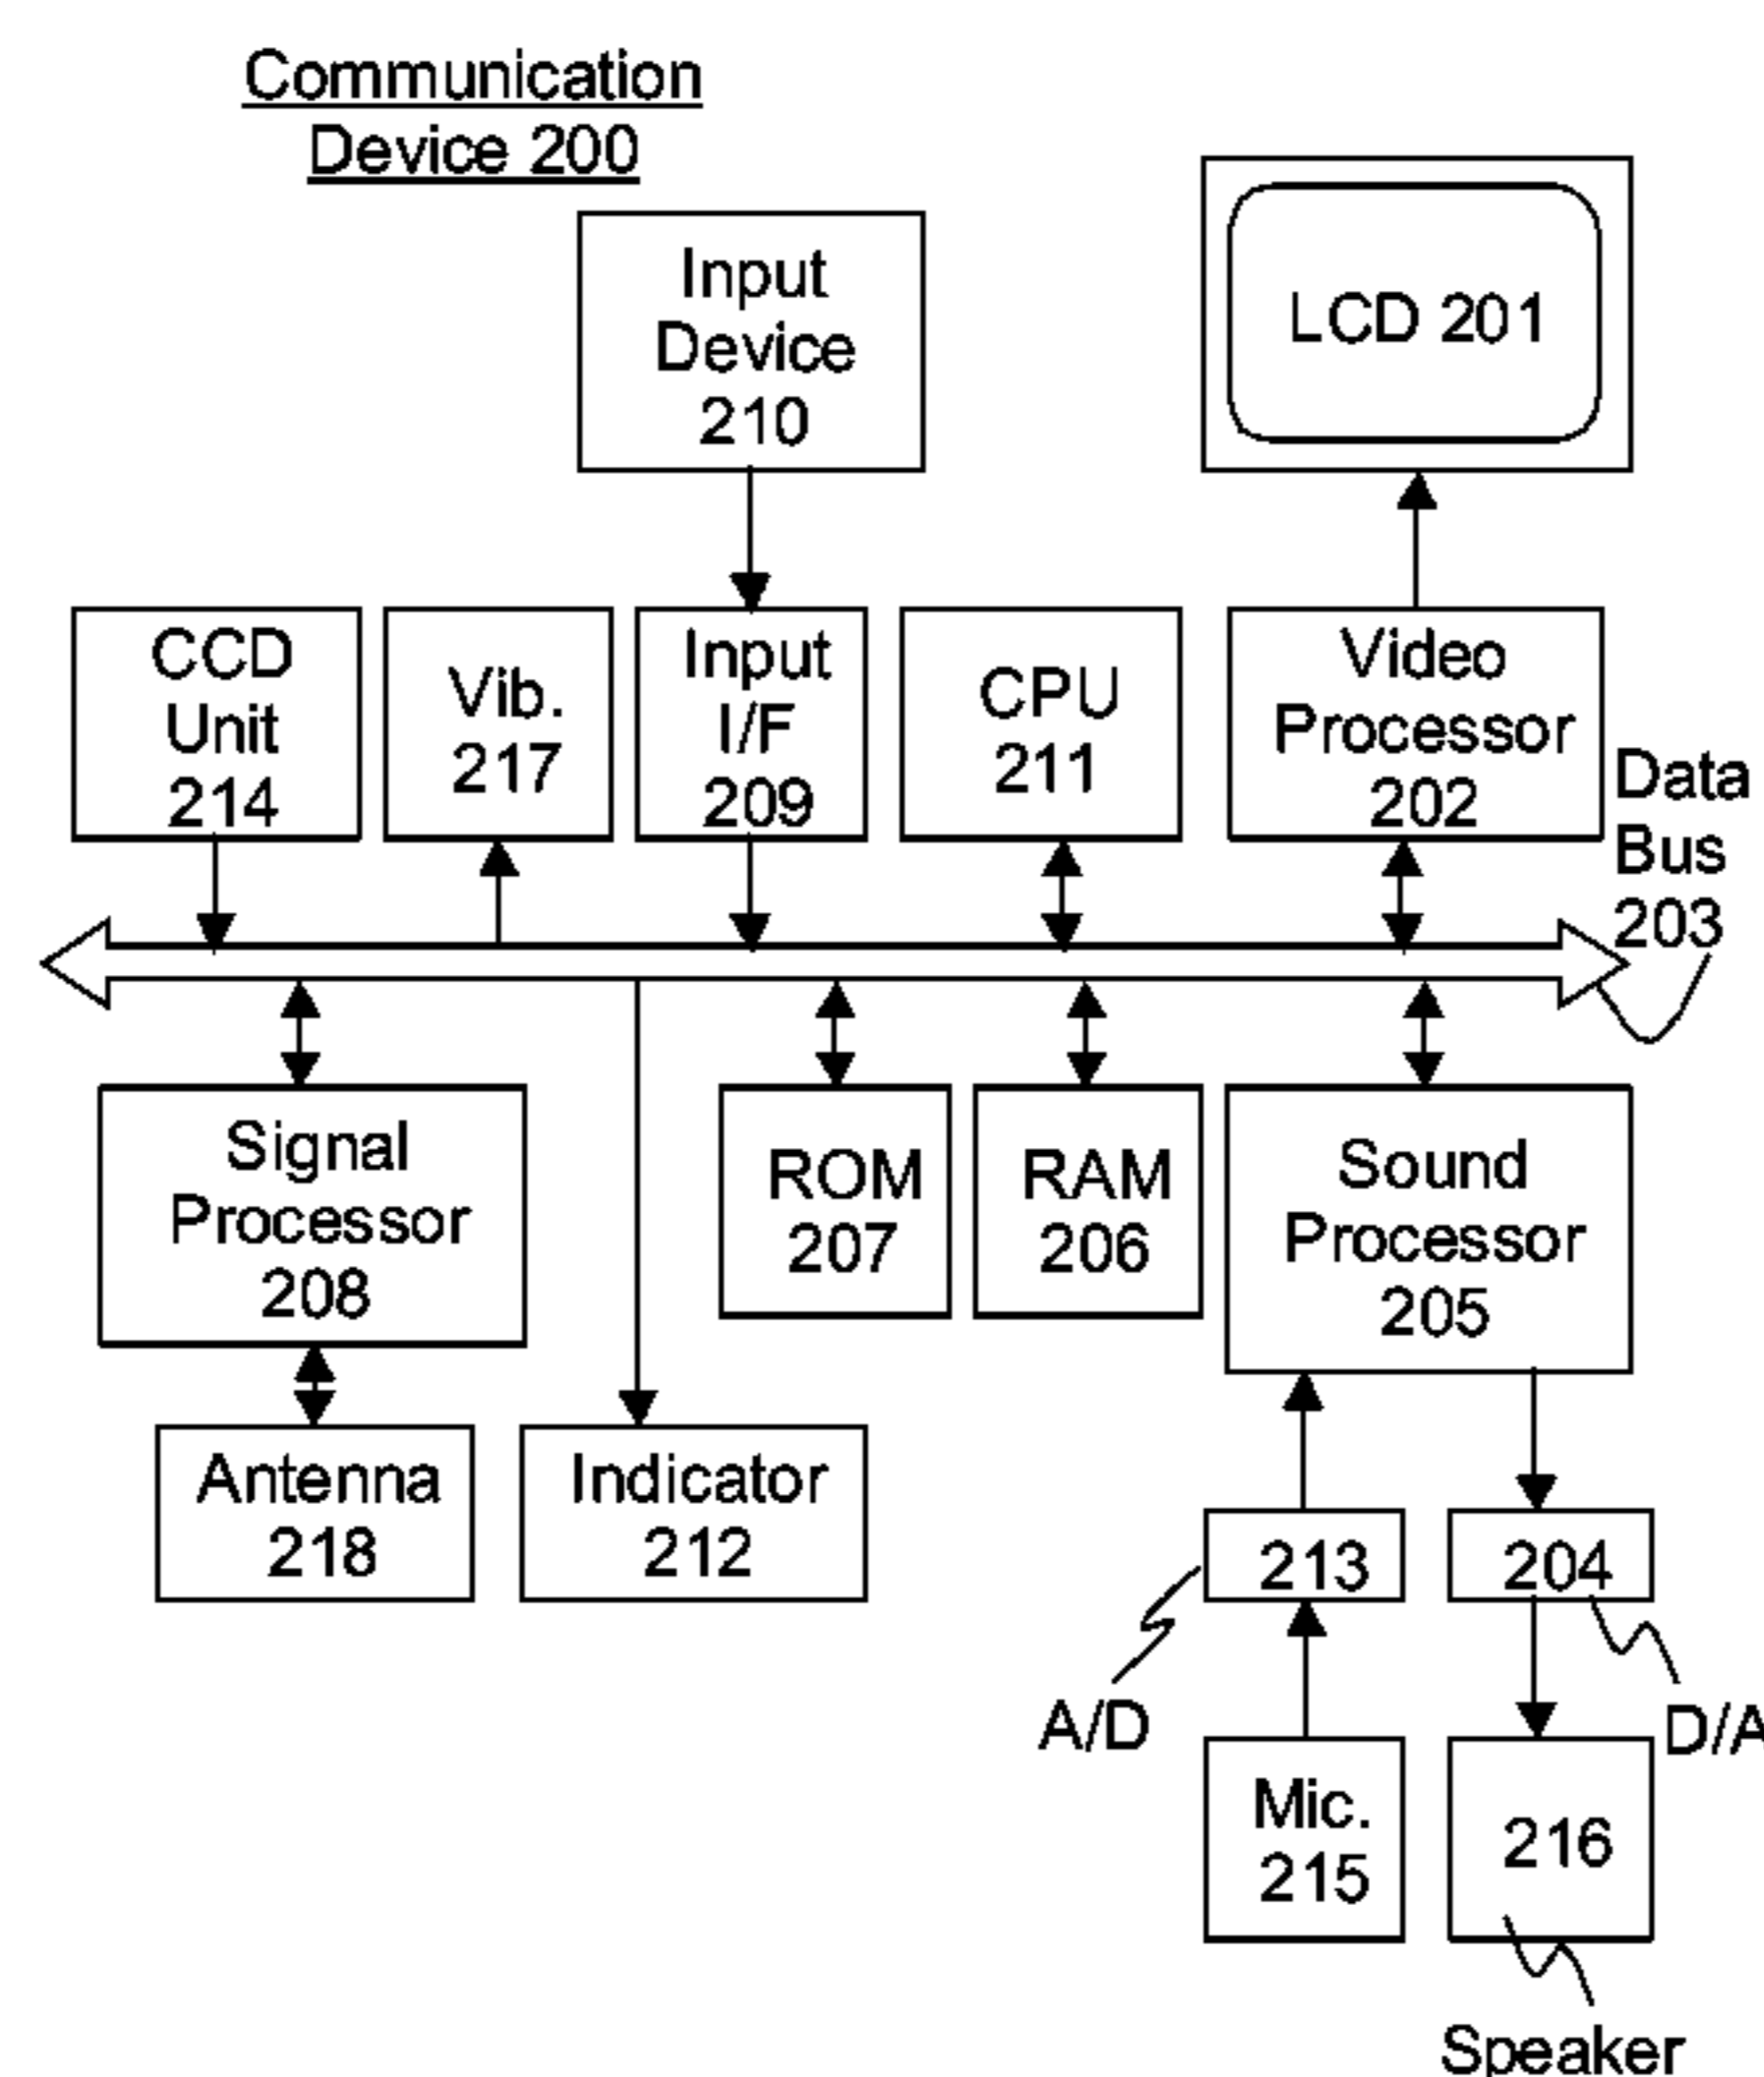 Communication
Device 200
Input
Device
210
LCD 201
CCD
Unit
214
Vib.
217
Input
I/F
209
CPU
211
Video
Processor
202
Data
Bus
203
Signal
Processor
208
ROM
207
RAM
206
Sound
Processor
205
Antenna
218
Indicator
212
213
204
A/D
D/A
Mic.
215
216
Speaker